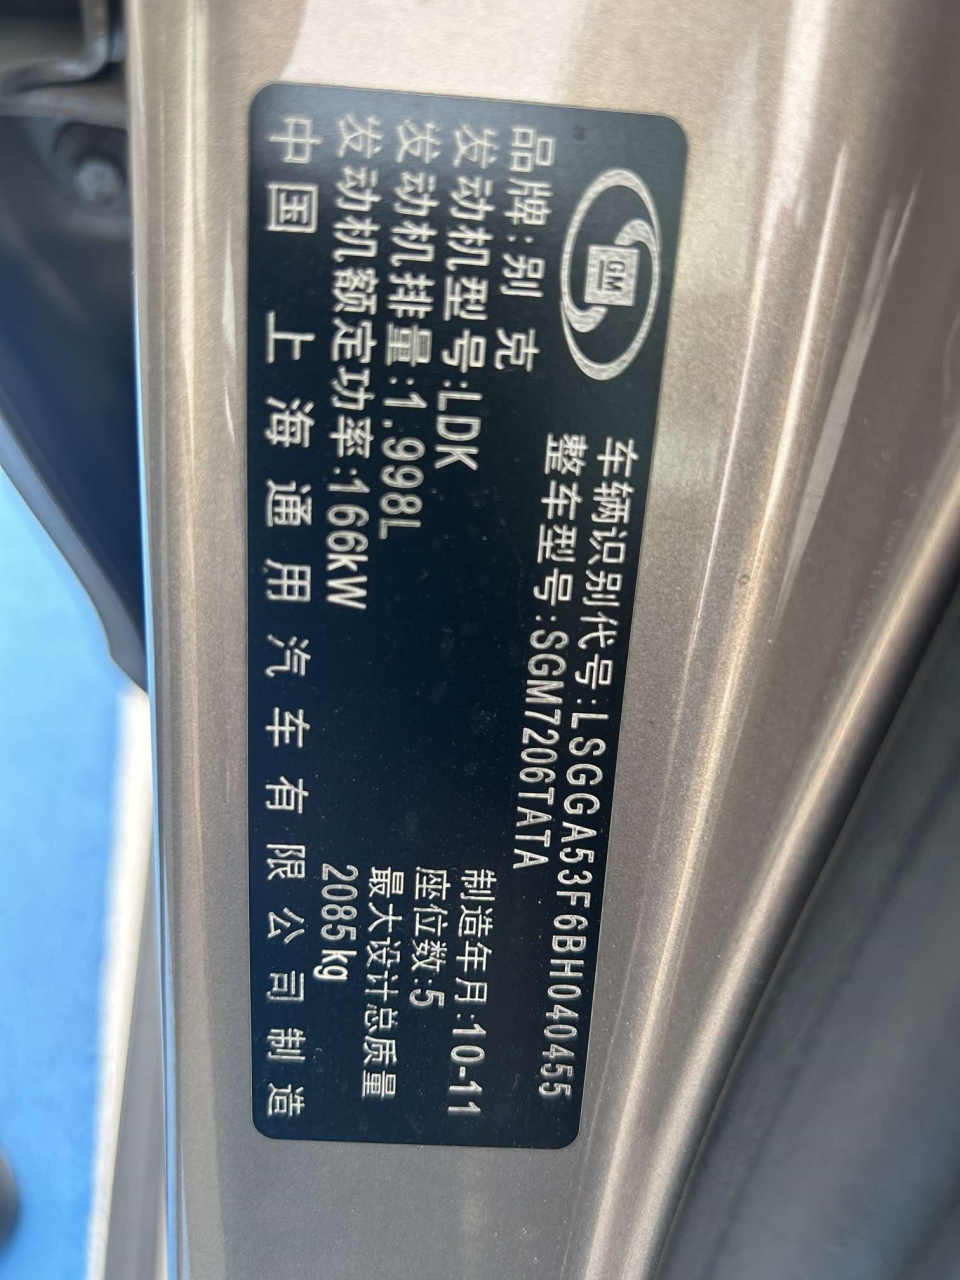 GM
车辆识别代号:LSGGA53F6BH040455
整车型号:SGM7206TATA
品牌:别 克
发动机型号:LDK
发动机排量:1.998L
发动机额定功率:166kW
制造年月:10-11
座位数:5
最大设计总质量
2085kg
中国 上海通用汽车有限公司制造